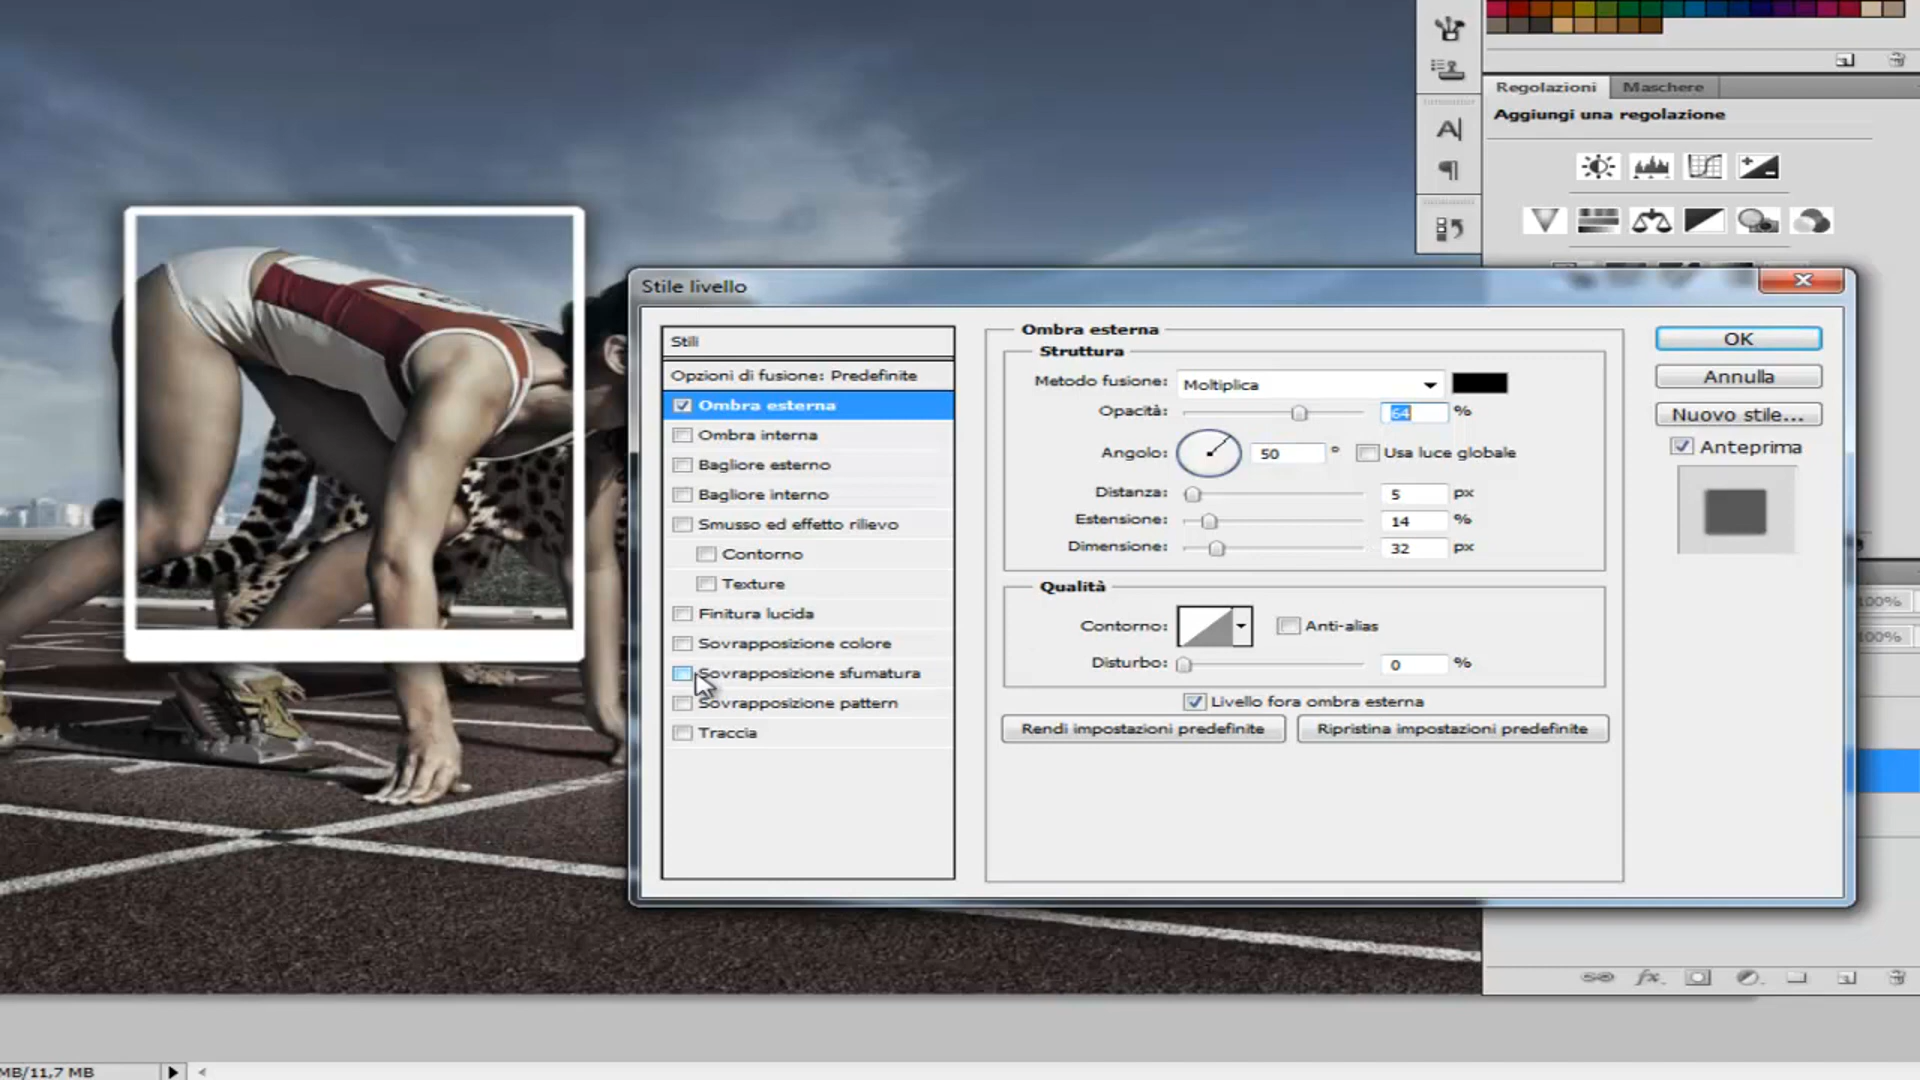 Regolazioni
Maschere
Aggiungi una regolazione
Stile livello
Stili
Opzioni di fusione: Predefinite
Ombra esterna
Ombra interna
Bagliore esterno
Bagliore interno
Smusso ed effetto rilievo
Contorno
Texture
Finitura lucida
Sovrapposizione colore
Sovrapposizione sfumatura
Sovrapposizione pattern
Traccia
Ombra esterna
Struttura
Metodo fusione: Moltiplica
Opacità: 64 %
Angolo: 50 ° Usa luce globale
Distanza: 5 px
Estensione: 14 %
Dimensione: 32 px
Qualità
Contorno: Anti-alias
Disturbo: 0 %
Livello fora ombra esterna
Rendi impostazioni predefinite
Ripristina impostazioni predefinite
OK
Annulla
Nuovo stile...
Anteprima
100%
100%
fx.
MB/11,7 MB